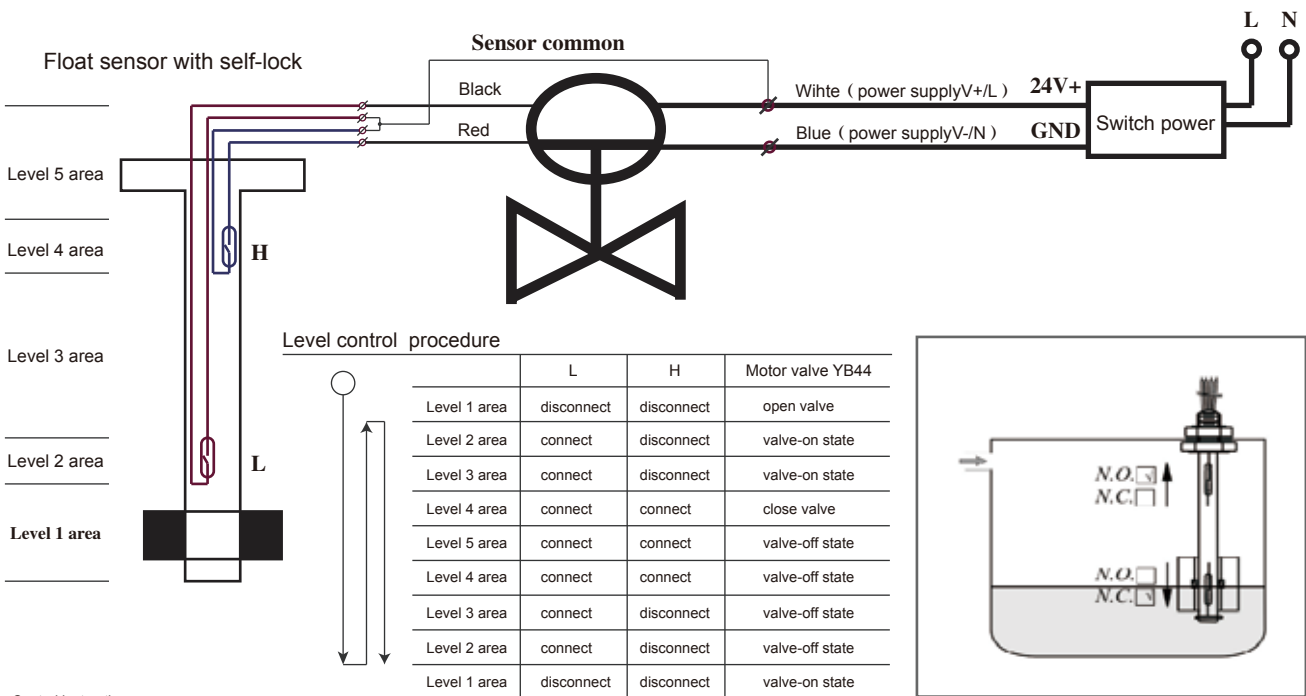 L N
Sensor common
Float sensor with self-lock
Black
Wihte ( power supplyV+/L ) 24V+
Switch power
Red
Blue ( power supplyV-/N ) GND
Level 5 area
Level 4 area
H
Level 3 area
Level 2 area
L
Level 1 area
Level control procedure
L H Motor valve YB44
Level 1 area disconnect disconnect open valve
Level 2 area connect disconnect valve-on state
Level 3 area connect disconnect valve-on state
Level 4 area connect connect close valve
Level 5 area connect connect valve-off state
Level 4 area connect connect valve-off state
Level 3 area connect disconnect valve-off state
Level 2 area connect disconnect valve-off state
Level 1 area disconnect disconnect valve-on state
N.O.
N.C.
N.O.
N.C.